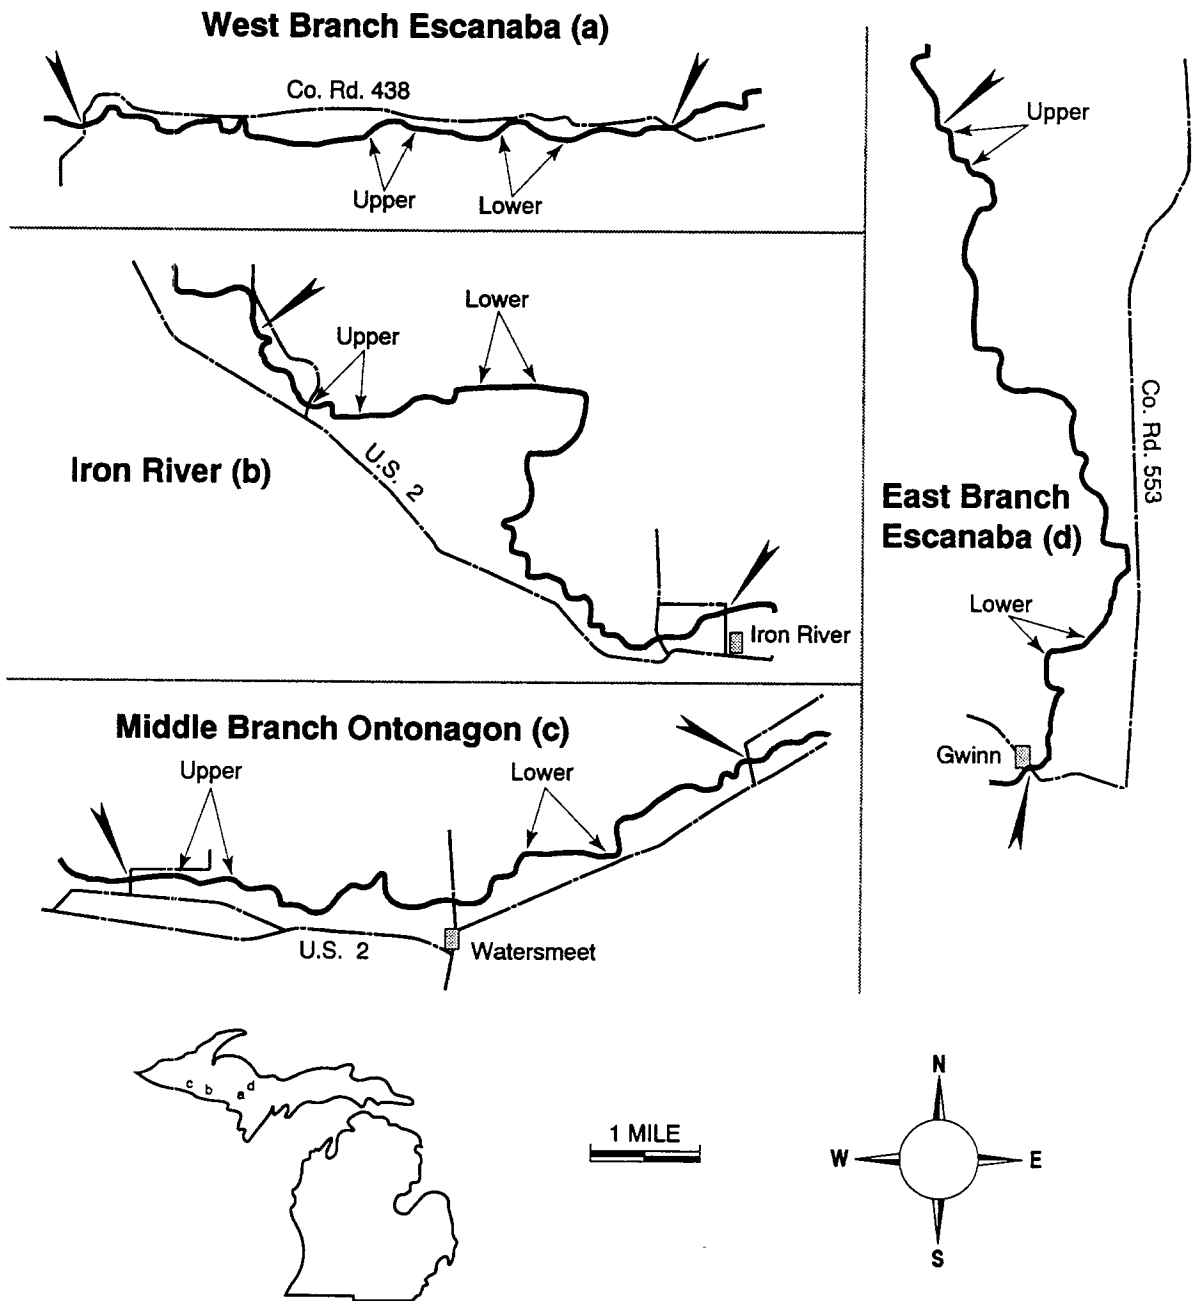 West Branch Escanaba (a)
Co. Rd. 438
Upper
Lower
Upper
Co. Rd. 553
East Branch
Escanaba (d)
Lower
Gwinn
Lower
Upper
Iron River (b)
U.S. 2
Iron River
Middle Branch Ontonagon (c)
Upper
Lower
U.S. 2
Watersmeet
c
b
a
d
1 MILE
N
W
E
S